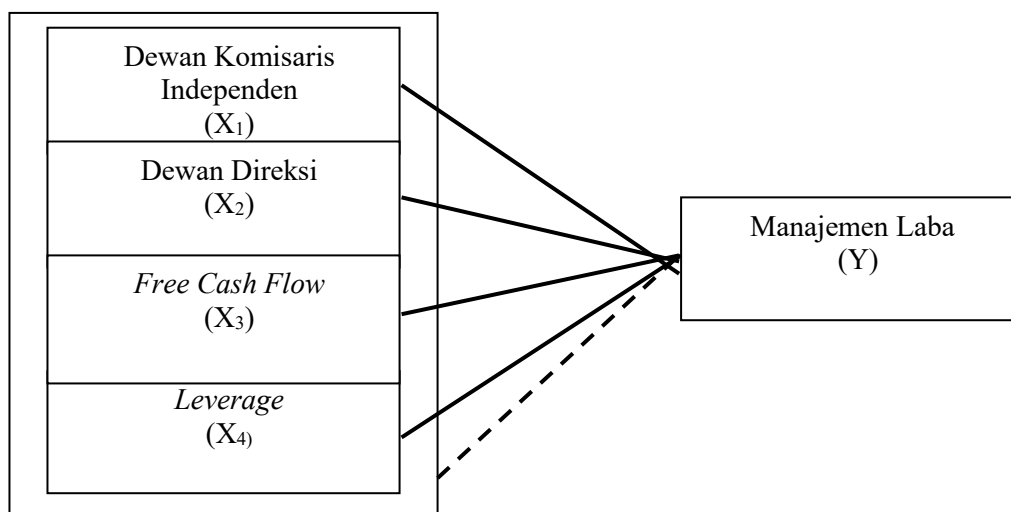 Dewan Komisaris
Independen
(X₁)
Dewan Direksi
(X₂)
Free Cash Flow
(X₃)
Leverage
(X₄)
Manajemen Laba
(Y)